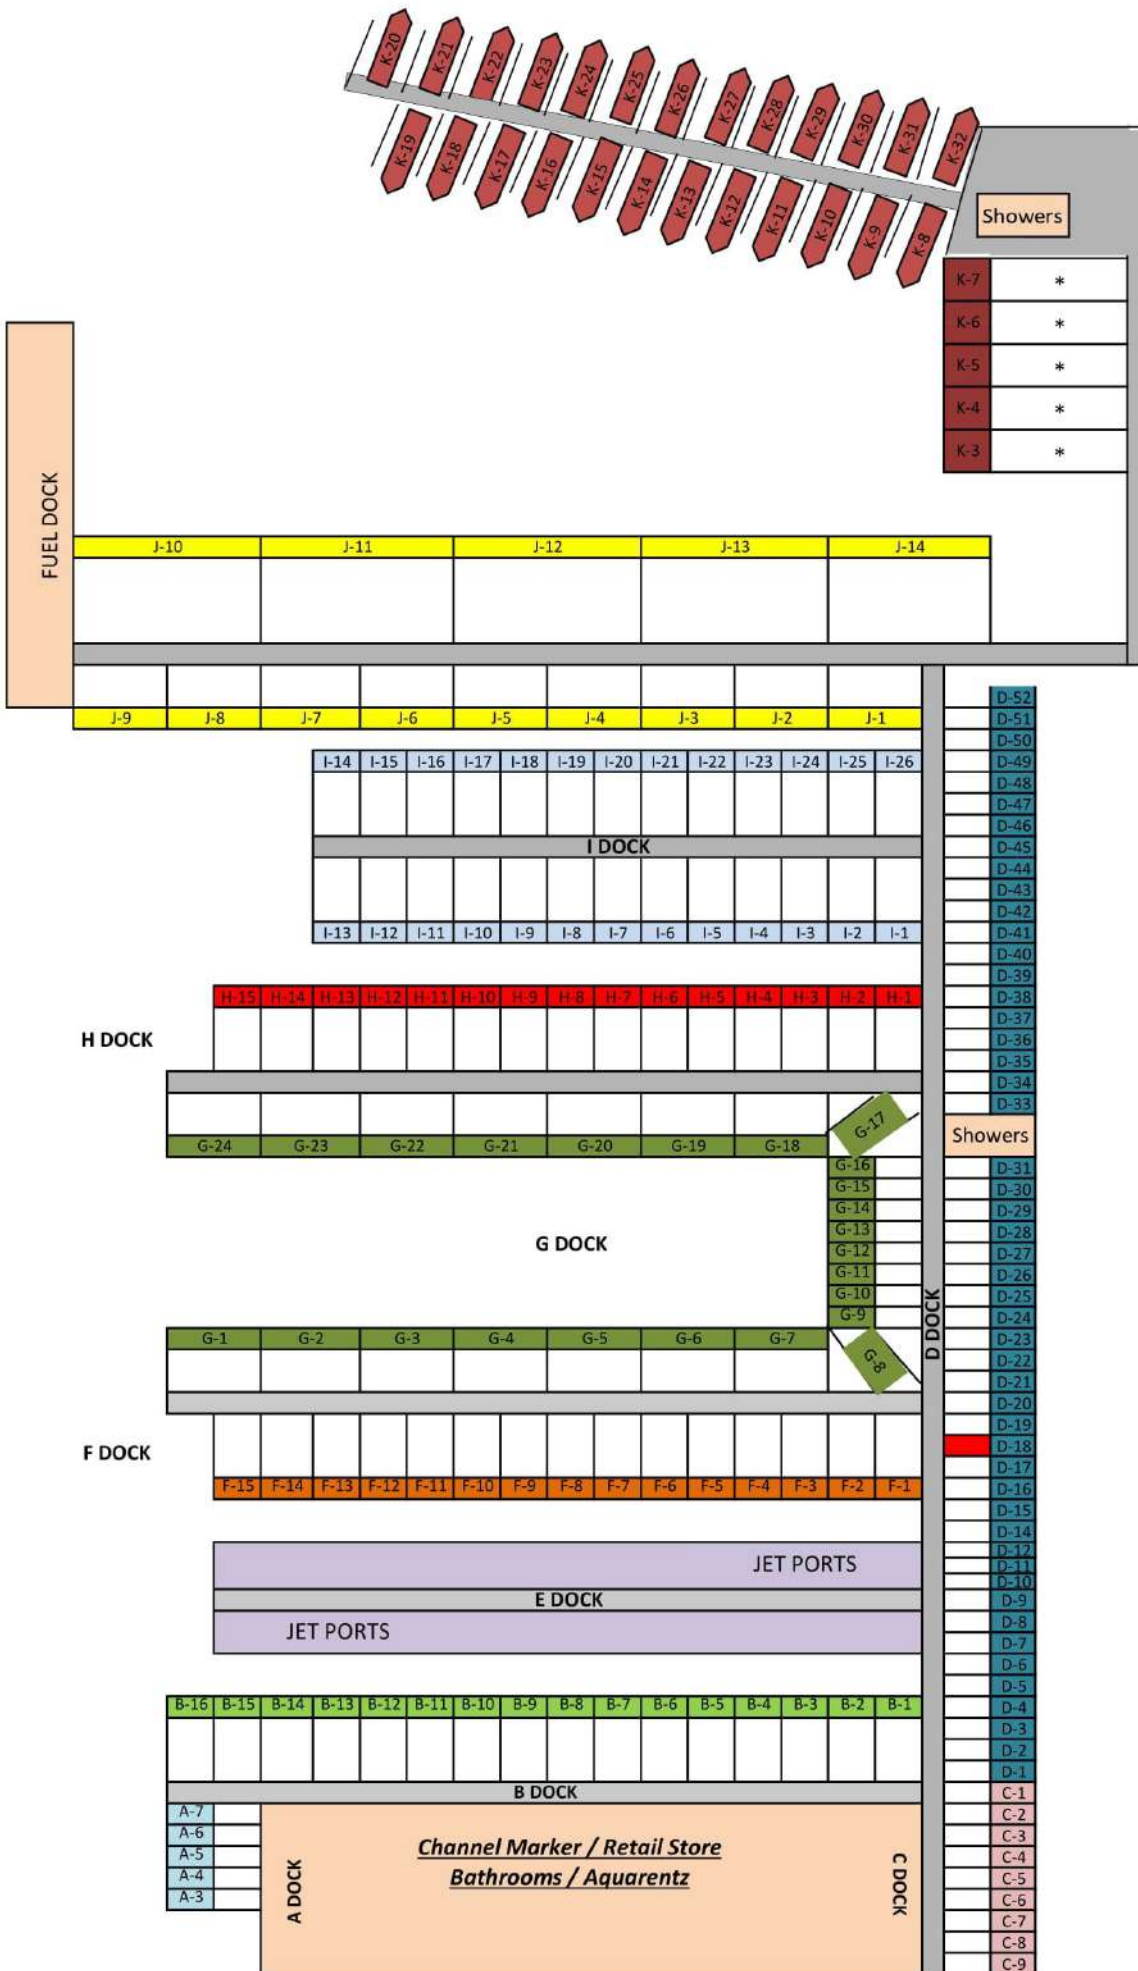 K-20
K-21
K-22
K-23
K-24
K-25
K-26
K-27
K-28
K-29
K-30
K-31
K-32
K-19
K-18
K-17
K-16
K-15
K-14
K-13
K-12
K-11
K-10
K-9
K-8
Showers
K-7 *
K-6 *
K-5 *
K-4 *
K-3 *
FUEL DOCK
J-10 J-11 J-12 J-13 J-14
J-9 J-8 J-7 J-6 J-5 J-4 J-3 J-2 J-1
I-14 I-15 I-16 I-17 I-18 I-19 I-20 I-21 I-22 I-23 I-24 I-25 I-26
I DOCK
I-13 I-12 I-11 I-10 I-9 I-8 I-7 I-6 I-5 I-4 I-3 I-2 I-1
H-15 H-14 H-13 H-12 H-11 H-10 H-9 H-8 H-7 H-6 H-5 H-4 H-3 H-2 H-1
H DOCK
G-17
G-24 G-23 G-22 G-21 G-20 G-19 G-18
G-16
G-15
G-14
G-13
G-12
G-11
G-10
G-9
G DOCK
G-1 G-2 G-3 G-4 G-5 G-6 G-7
G-8
D DOCK
F DOCK
F-15 F-14 F-13 F-12 F-11 F-10 F-9 F-8 F-7 F-6 F-5 F-4 F-3 F-2 F-1
JET PORTS
E DOCK
JET PORTS
B-16 B-15 B-14 B-13 B-12 B-11 B-10 B-9 B-8 B-7 B-6 B-5 B-4 B-3 B-2 B-1
B DOCK
A-7
A-6
A-5
A-4
A-3
A DOCK
Channel Marker / Retail Store
Bathrooms / Aquarentz
C DOCK
D-52
D-51
D-50
D-49
D-48
D-47
D-46
D-45
D-44
D-43
D-42
D-41
D-40
D-39
D-38
D-37
D-36
D-35
D-34
D-33
Showers
D-31
D-30
D-29
D-28
D-27
D-26
D-25
D-24
D-23
D-22
D-21
D-20
D-19
D-18
D-17
D-16
D-15
D-14
D-12
D-11
D-10
D-9
D-8
D-7
D-6
D-5
D-4
D-3
D-2
D-1
C-1
C-2
C-3
C-4
C-5
C-6
C-7
C-8
C-9